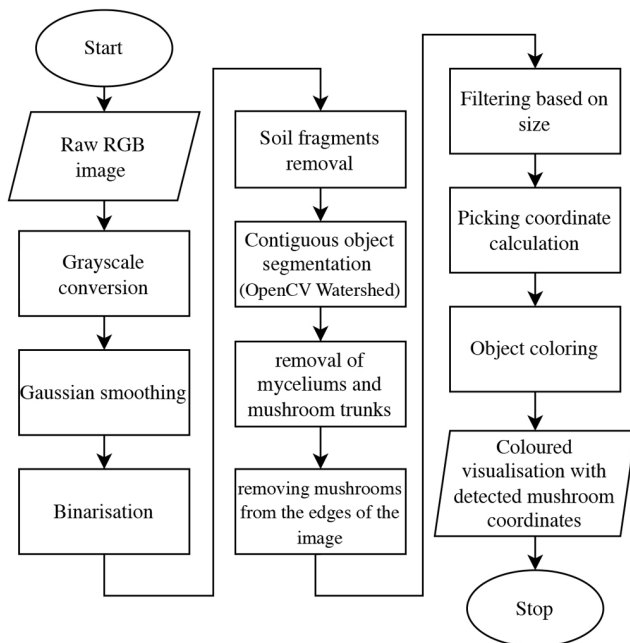 Start
Raw RGB
image
Grayscale
conversion
Gaussian smoothing
Binarisation
Soil fragments
removal
Contiguous object
segmentation
(OpenCV Watershed)
removal of
myceliums and
mushroom trunks
removing mushrooms
from the edges of the
image
Filtering based on
size
Picking coordinate
calculation
Object coloring
Coloured
visualisation with
detected mushroom
coordinates
Stop